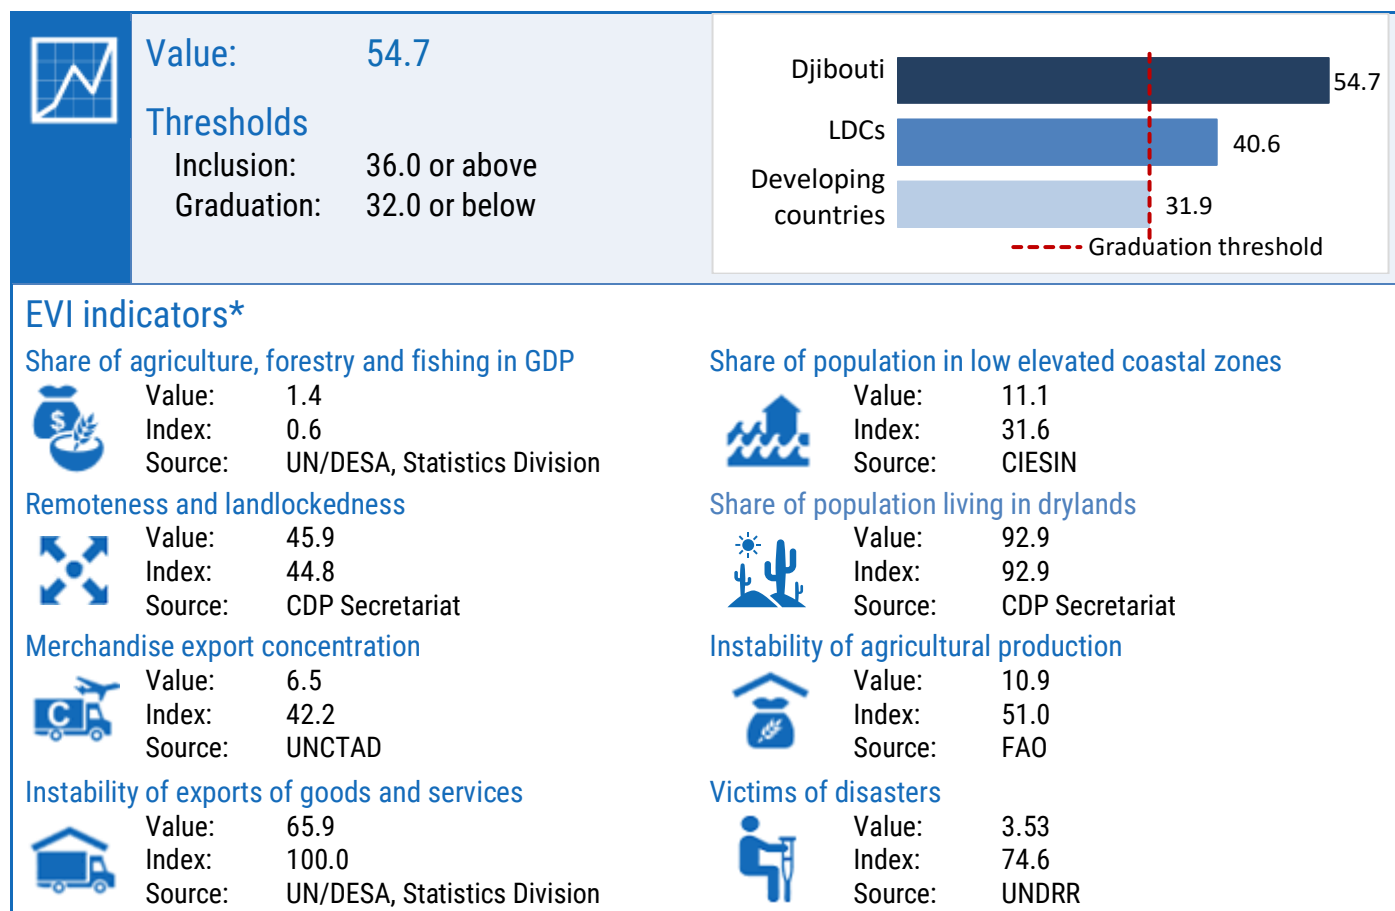 Value: 54.7
Thresholds
Inclusion: 36.0 or above
Graduation: 32.0 or below
Djibouti 54.7
LDCs 40.6
Developing
countries 31.9
Graduation threshold
EVI indicators*
Share of agriculture, forestry and fishing in GDP
Value: 1.4
Index: 0.6
Source: UN/DESA, Statistics Division
Share of population in low elevated coastal zones
Value: 11.1
Index: 31.6
Source: CIESIN
Remoteness and landlockedness
Value: 45.9
Index: 44.8
Source: CDP Secretariat
Share of population living in drylands
Value: 92.9
Index: 92.9
Source: CDP Secretariat
Merchandise export concentration
C
Value: 6.5
Index: 42.2
Source: UNCTAD
Instability of agricultural production
Value: 10.9
Index: 51.0
Source: FAO
Instability of exports of goods and services
Value: 65.9
Index: 100.0
Source: UN/DESA, Statistics Division
Victims of disasters
Value: 3.53
Index: 74.6
Source: UNDRR